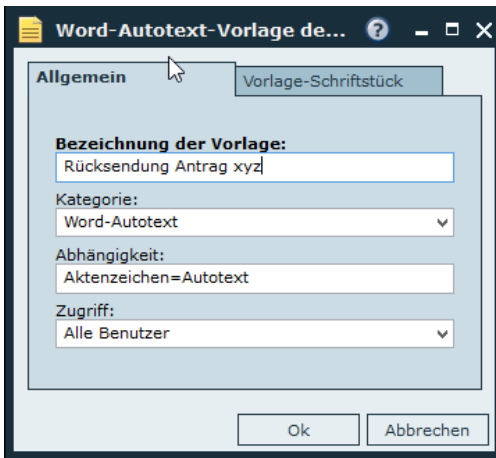 Word-Autotext-Vorlage de... ?
Allgemein
Vorlage-Schriftstück
Bezeichnung der Vorlage:
Rücksendung Antrag xyz
Kategorie:
Word-Autotext
Abhängigkeit:
Aktenzeichen=Autotext
Zugriff:
Alle Benutzer
Ok
Abbrechen